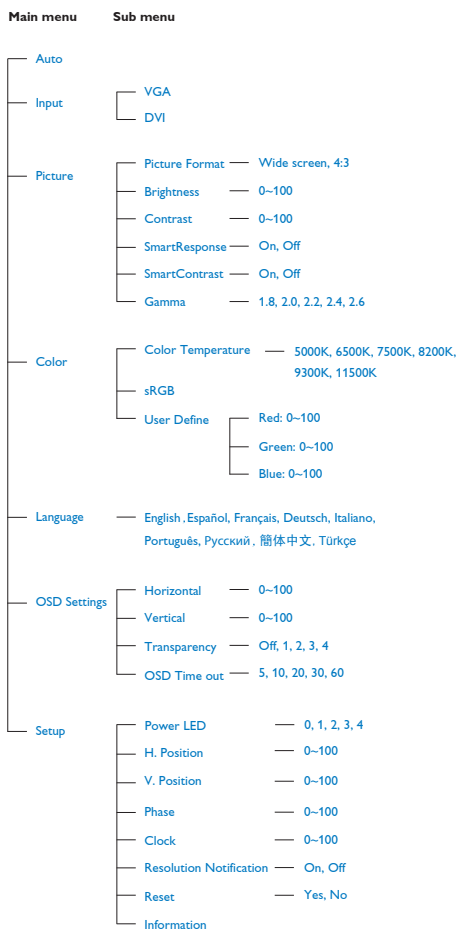 Main menu Sub menu
Auto
Input
VGA
DVI
Picture
Picture Format Wide screen, 4:3
Brightness 0~100
Contrast 0~100
SmartResponse On, Off
SmartContrast On, Off
Gamma 1.8, 2.0, 2.2, 2.4, 2.6
Color
Color Temperature 5000K, 6500K, 7500K, 8200K,
9300K, 11500K
sRGB
User Define Red: 0~100
Green: 0~100
Blue: 0~100
Language English, Español, Français, Deutsch, Italiano,
Português, Русский, 簡体中文, Türkçe
OSD Settings
Horizontal 0~100
Vertical 0~100
Transparency Off, 1, 2, 3, 4
OSD Time out 5, 10, 20, 30, 60
Setup
Power LED 0, 1, 2, 3, 4
H. Position 0~100
V. Position 0~100
Phase 0~100
Clock 0~100
Resolution Notification On, Off
Reset Yes, No
Information